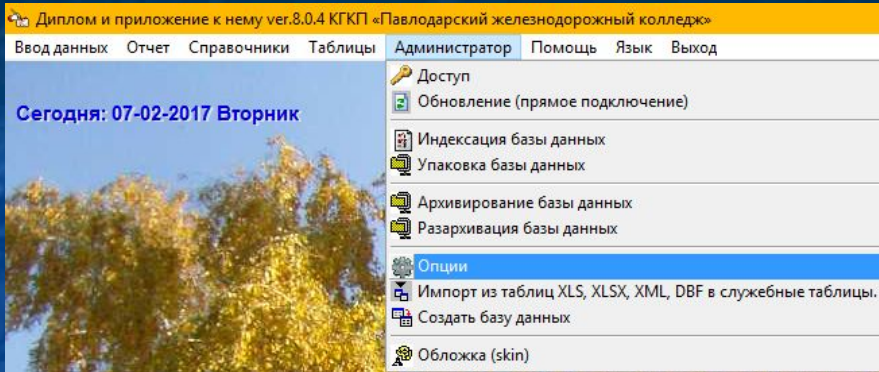 Диплом и приложение к нему ver.8.0.4 КГКП «Павлодарский железнодорожный колледж»
Ввод данных Отчет Справочники Таблицы Администратор Помощь Язык Выход
Сегодня: 07-02-2017 Вторник
Доступ
Обновление (прямое подключение)
Индексация базы данных
Упаковка базы данных
Архивирование базы данных
Разархивация базы данных
Опции
Импорт из таблиц XLS, XLSX, XML, DBF в служебные таблицы.
Создать базу данных
Обложка (skin)